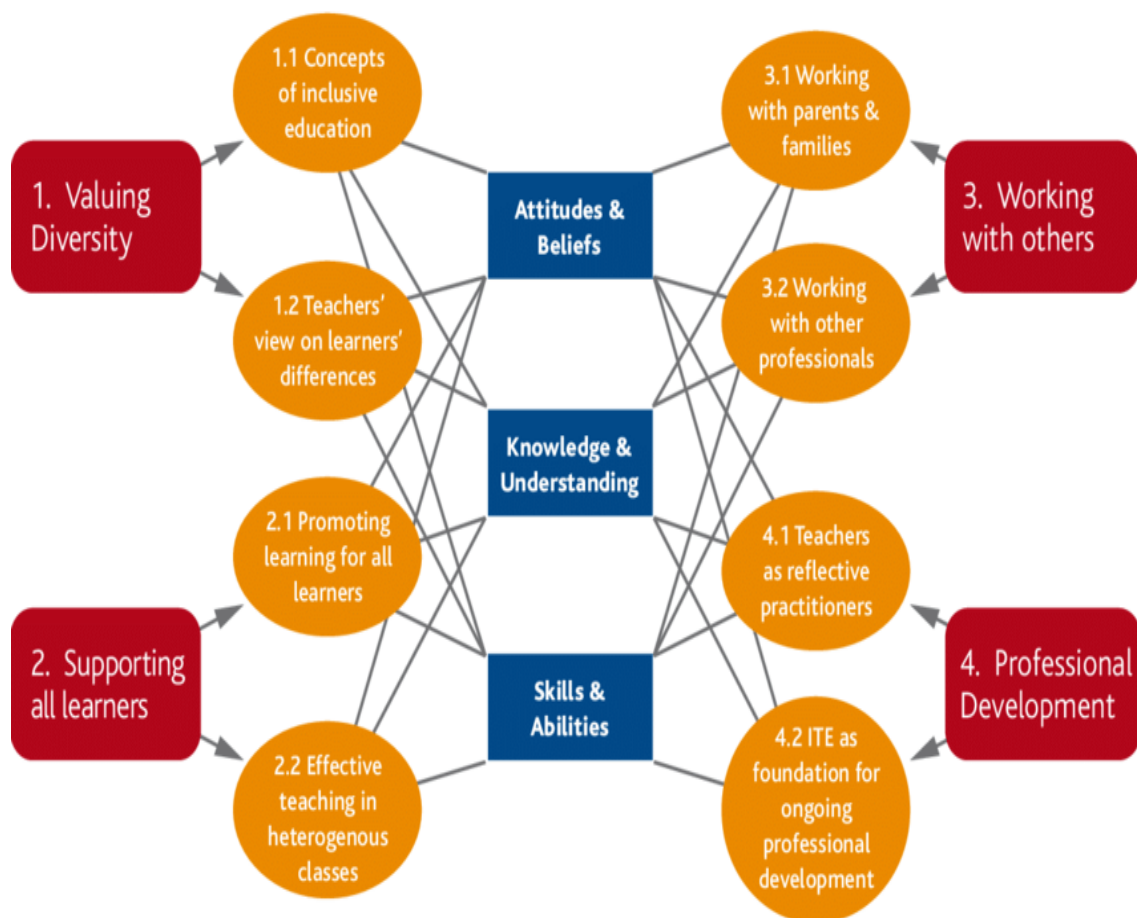 1. Valuing
Diversity
1.1 Concepts
of inclusive
education
1.2 Teachers’
view on learners’
differences
2. Supporting
all learners
2.1 Promoting
learning for all
learners
2.2 Effective
teaching in
heterogenous
classes
Attitudes &
Beliefs
Knowledge &
Understanding
Skills &
Abilities
3.1 Working
with parents &
families
3.2 Working
with other
professionals
3. Working
with others
4.1 Teachers
as reflective
practitioners
4.2 ITE as
foundation for
ongoing
professional
development
4. Professional
Development